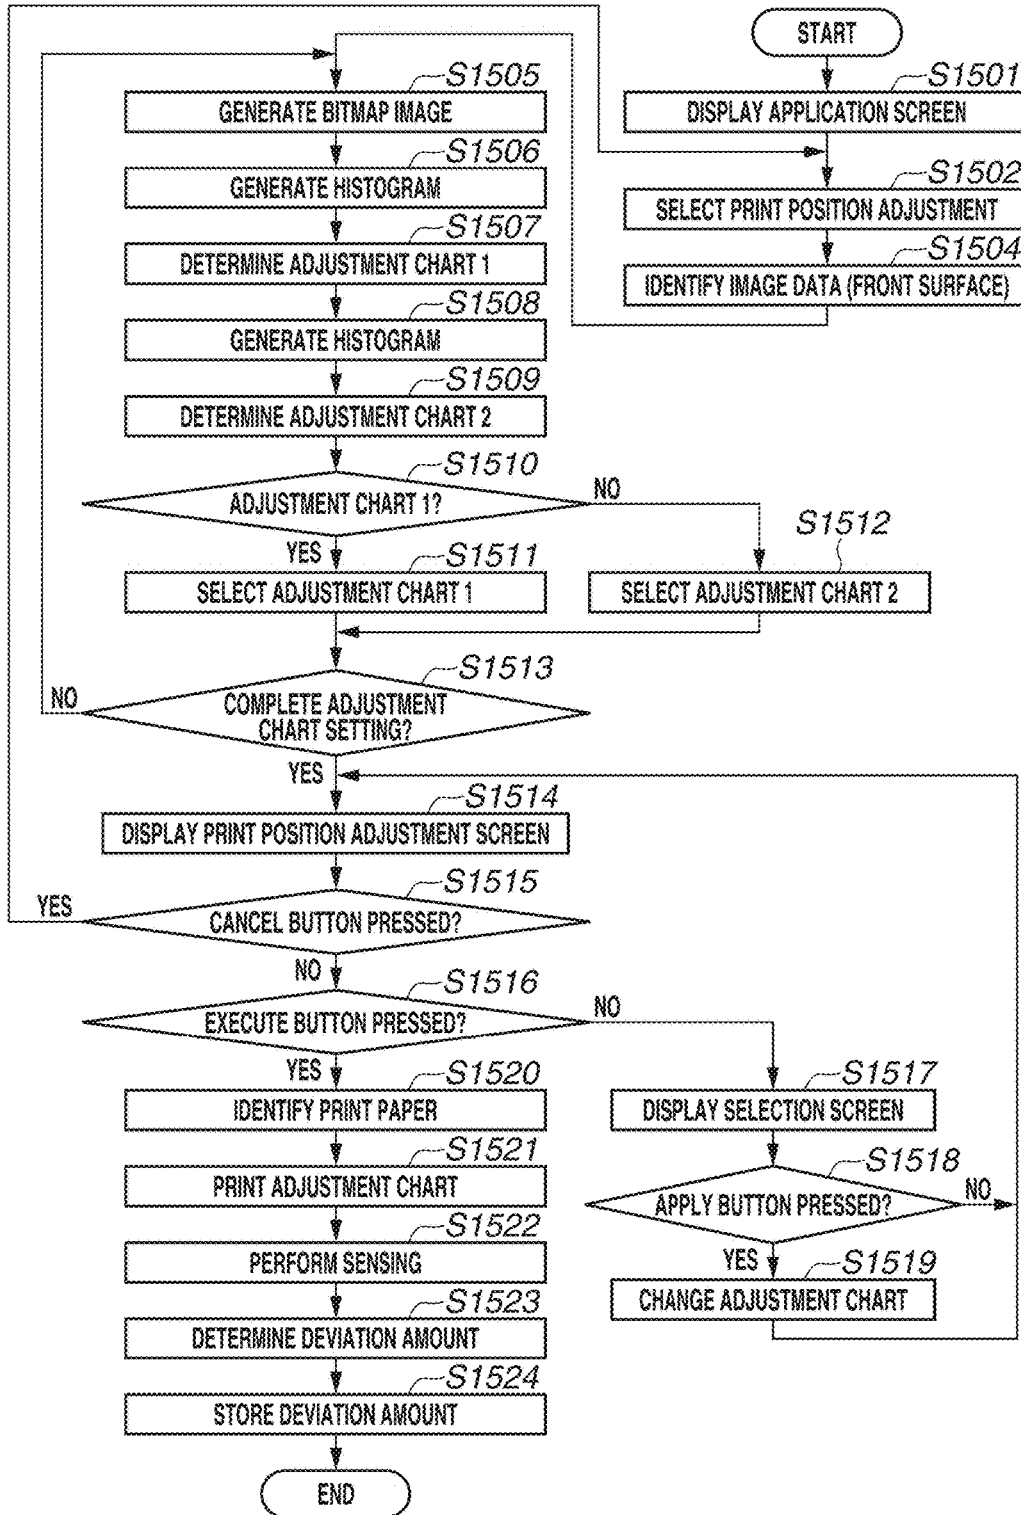 START
S1501
DISPLAY APPLICATION SCREEN
S1502
SELECT PRINT POSITION ADJUSTMENT
S1504
IDENTIFY IMAGE DATA (FRONT SURFACE)
S1505
GENERATE BITMAP IMAGE
S1506
GENERATE HISTOGRAM
S1507
DETERMINE ADJUSTMENT CHART 1
S1508
GENERATE HISTOGRAM
S1509
DETERMINE ADJUSTMENT CHART 2
S1510
ADJUSTMENT CHART 1?
NO
YES
S1511
SELECT ADJUSTMENT CHART 1
S1512
SELECT ADJUSTMENT CHART 2
S1513
NO
COMPLETE ADJUSTMENT
CHART SETTING?
YES
S1514
DISPLAY PRINT POSITION ADJUSTMENT SCREEN
S1515
YES
CANCEL BUTTON PRESSED?
NO
S1516
EXECUTE BUTTON PRESSED?
NO
YES
S1517
DISPLAY SELECTION SCREEN
S1518
APPLY BUTTON PRESSED?
NO
YES
S1519
CHANGE ADJUSTMENT CHART
S1520
IDENTIFY PRINT PAPER
S1521
PRINT ADJUSTMENT CHART
S1522
PERFORM SENSING
S1523
DETERMINE DEVIATION AMOUNT
S1524
STORE DEVIATION AMOUNT
END